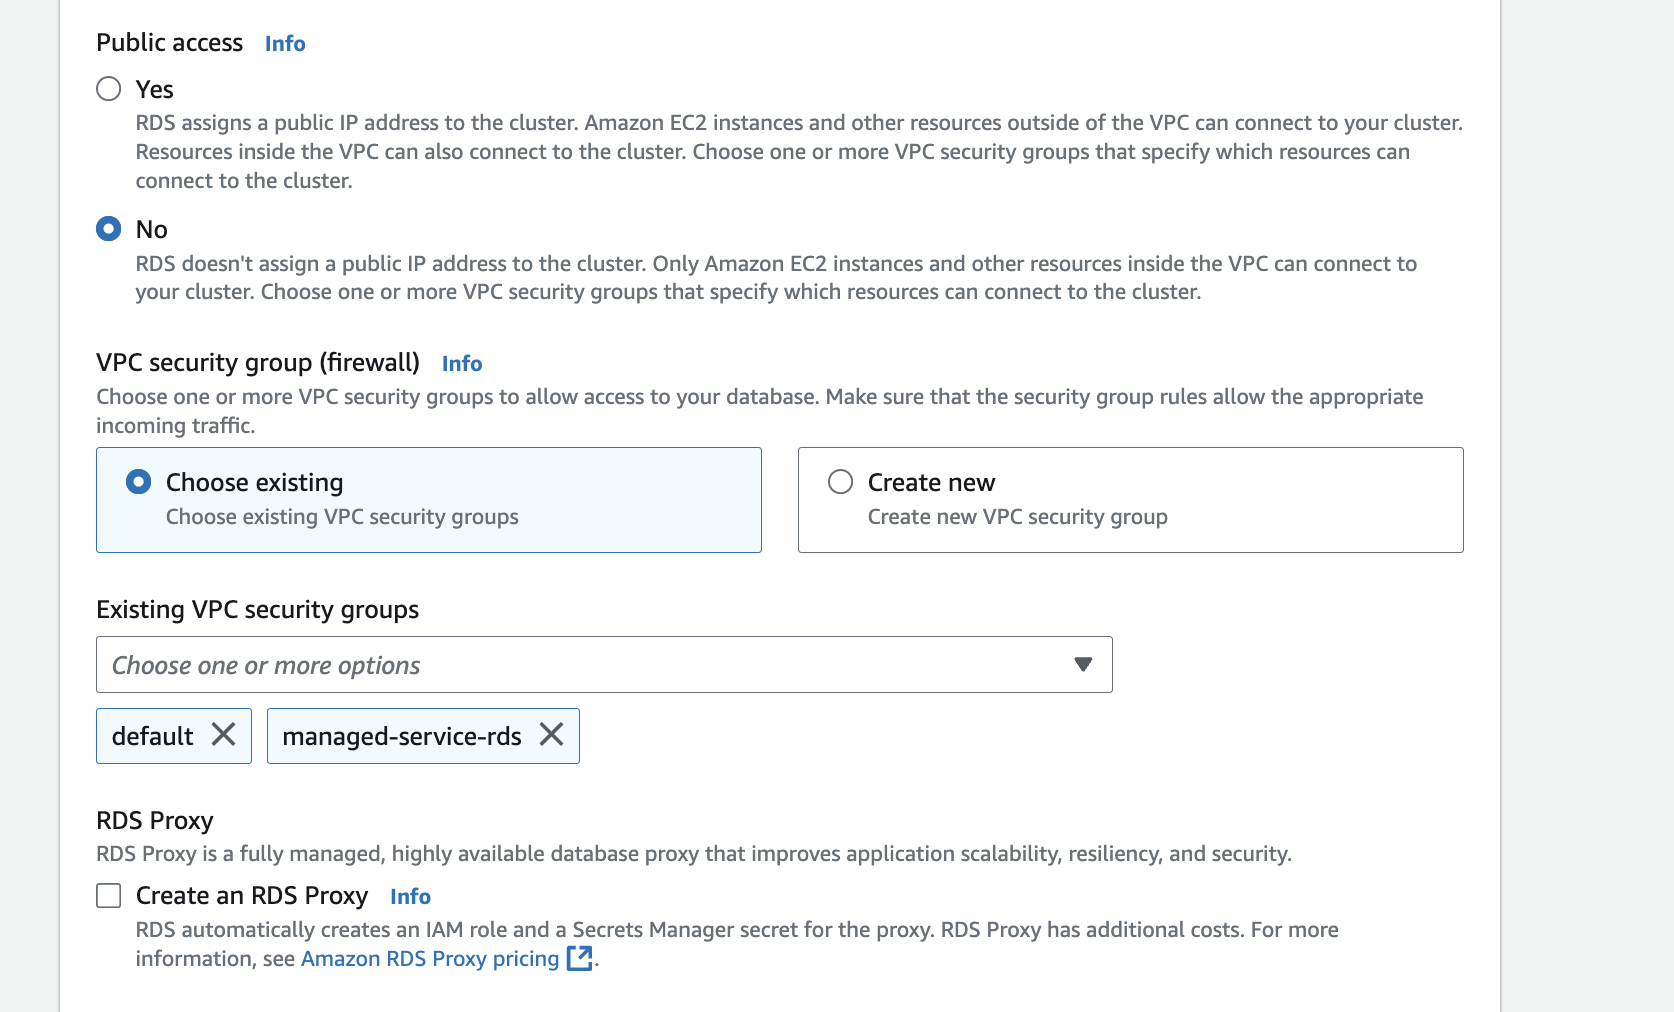 Public access Info
Yes
RDS assigns a public IP address to the cluster. Amazon EC2 instances and other resources outside of the VPC can connect to your cluster.
Resources inside the VPC can also connect to the cluster. Choose one or more VPC security groups that specify which resources can
connect to the cluster.
No
RDS doesn't assign a public IP address to the cluster. Only Amazon EC2 instances and other resources inside the VPC can connect to
your cluster. Choose one or more VPC security groups that specify which resources can connect to the cluster.
VPC security group (firewall) Info
Choose one or more VPC security groups to allow access to your database. Make sure that the security group rules allow the appropriate
incoming traffic.
Choose existing
Choose existing VPC security groups
Create new
Create new VPC security group
Existing VPC security groups
Choose one or more options
default
managed-service-rds
RDS Proxy
RDS Proxy is a fully managed, highly available database proxy that improves application scalability, resiliency, and security.
Create an RDS Proxy Info
RDS automatically creates an IAM role and a Secrets Manager secret for the proxy. RDS Proxy has additional costs. For more
information, see Amazon RDS Proxy pricing.